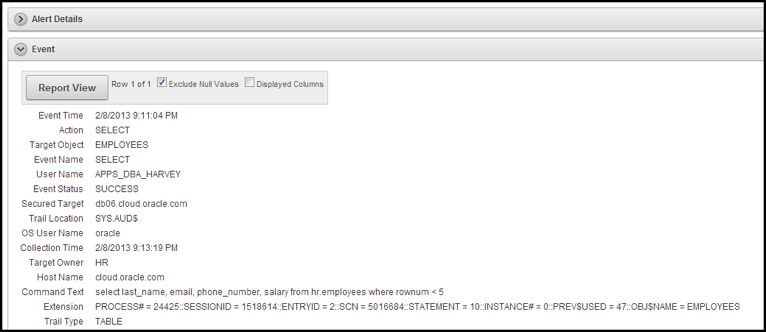 Alert Details
Event
Report View Row 1 of 1 Exclude Null Values Displayed Columns
Event Time 2/8/2013 9:11:04 PM
Action SELECT
Target Object EMPLOYEES
Event Name SELECT
User Name APPS_DBA_HARVEY
Event Status SUCCESS
Secured Target db06.cloud.oracle.com
Trail Location SYS.AUD$
OS User Name oracle
Collection Time 2/8/2013 9:13:19 PM
Target Owner HR
Host Name cloud.oracle.com
Command Text select last_name, email, phone_number, salary from hr.employees where rownum < 5
Extension PROCESS# = 24425::SESSIONID = 1518614::ENTRYID = 2::SCN = 5016684::STATEMENT = 10::INSTANCE# = 0::PREV$USED = 47::OBJ$NAME = EMPLOYEES
Trail Type TABLE